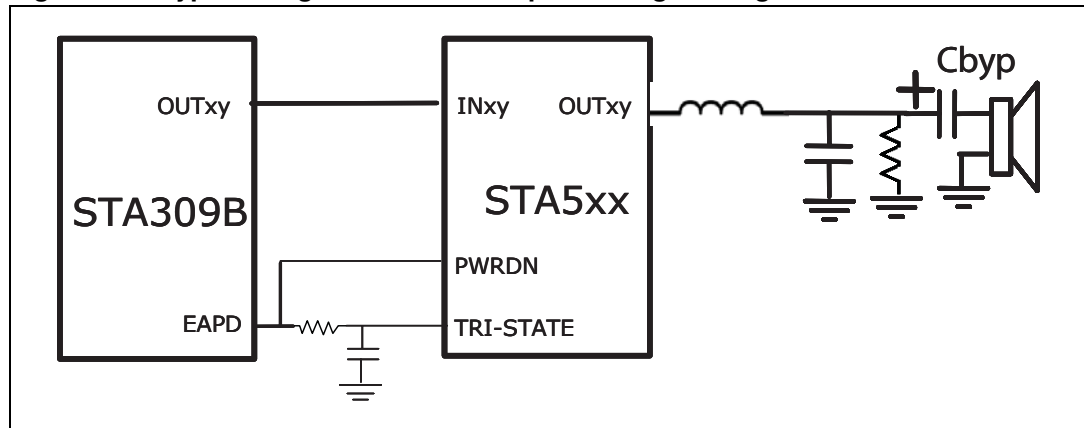 Cbyp
+
OUTxy
INxy
OUTxy
STA309B
STA5xx
PWRDN
EAPD
TRI-STATE